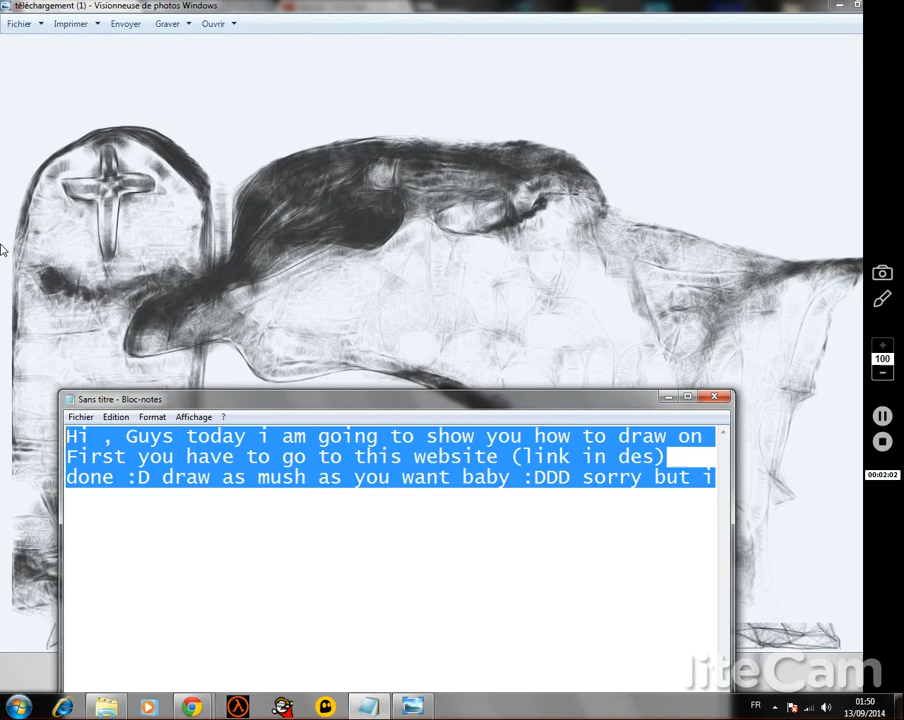 téléchargement (1) - Visionneuse de photos Windows
Fichier Imprimer Envoyer Graver Ouvrir
100
00:02:02
Sans titre - Bloc-notes
Fichier Edition Format Affichage ?
Hi , Guys today i am going to show you how to draw on
First you have to go to this website (link in des)
done :D draw as mush as you want baby :DDD sorry but i
liteCam
FR 01:50
13/09/2014